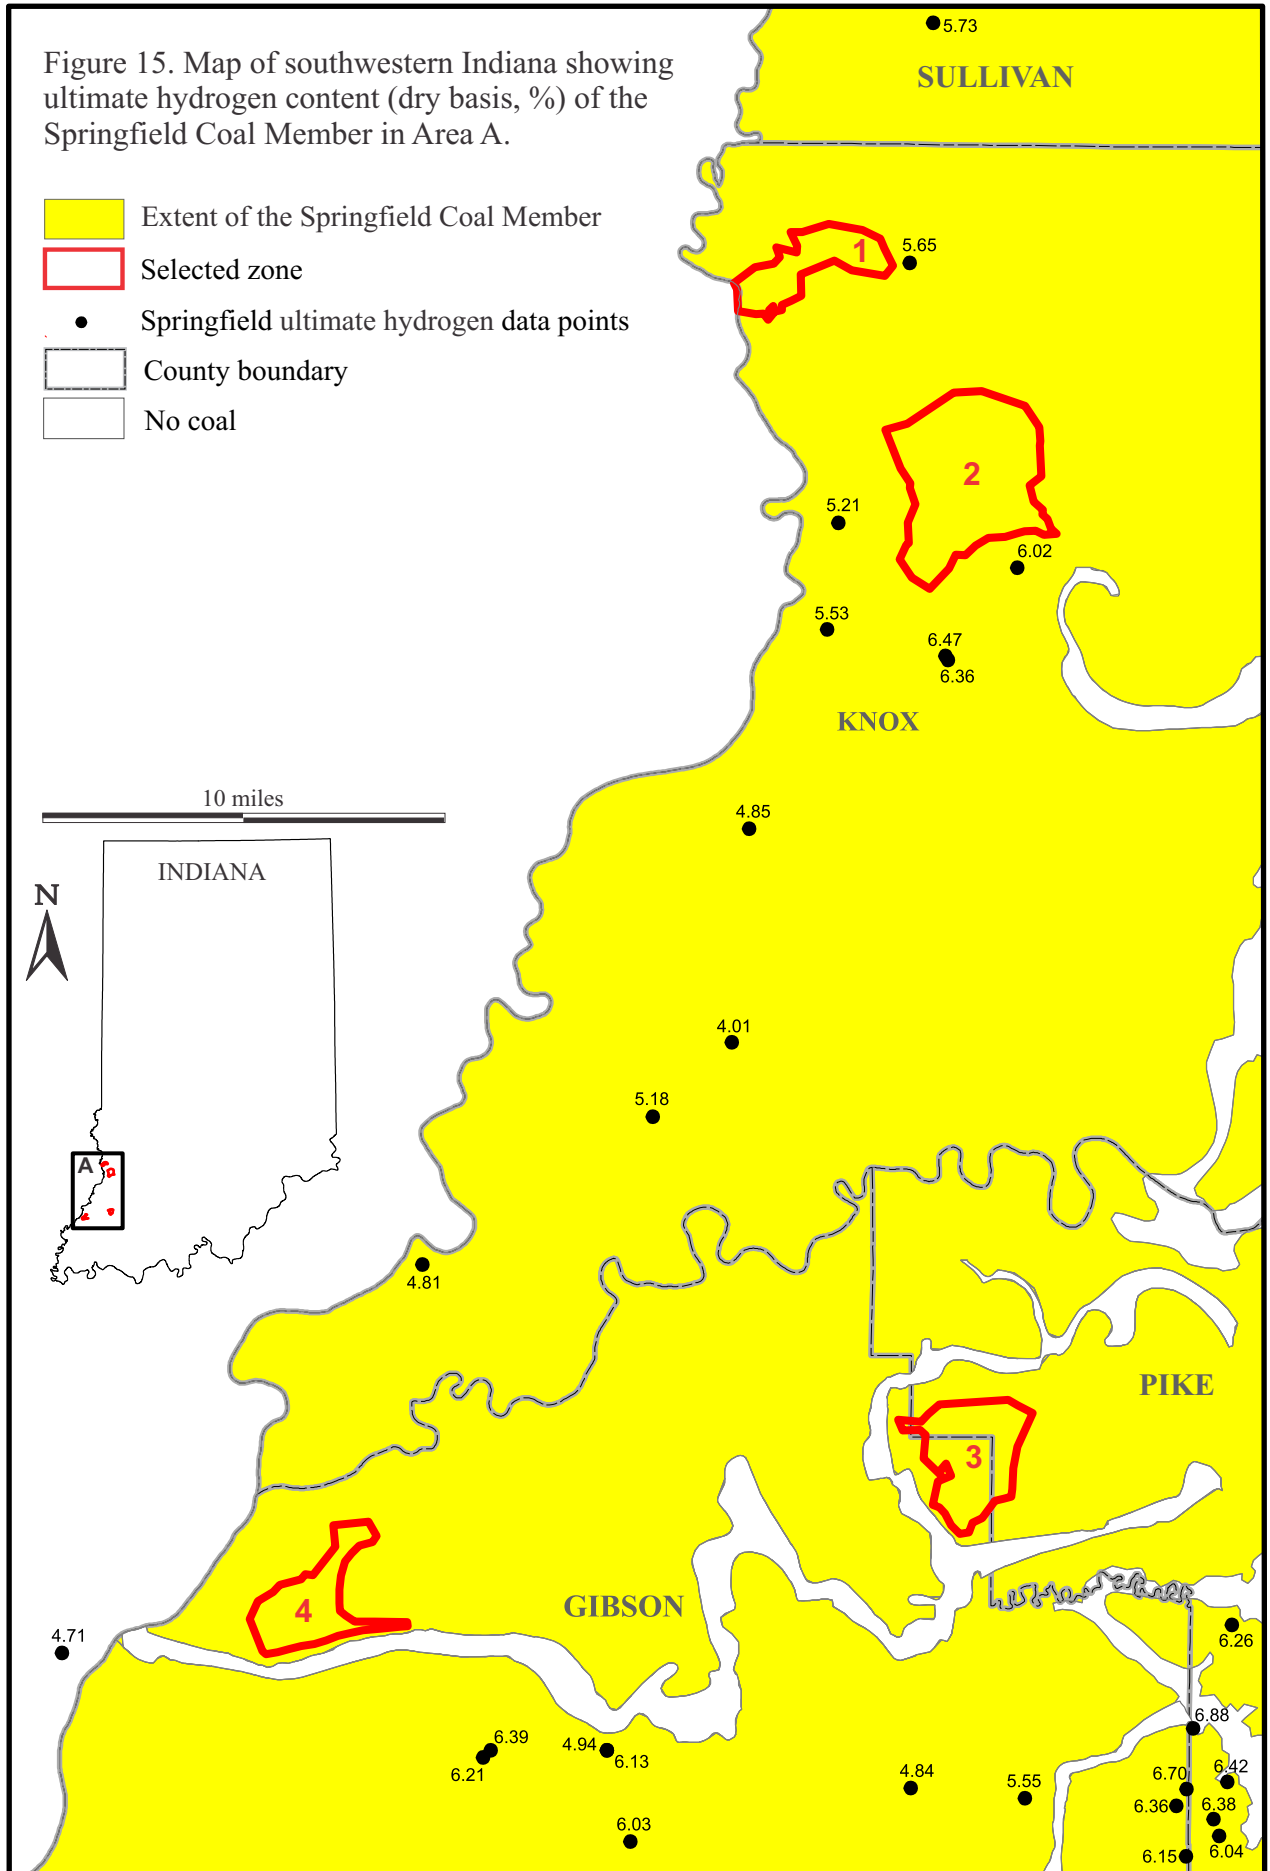 Figure 15. Map of southwestern Indiana showing
ultimate hydrogen content (dry basis, %) of the
Springfield Coal Member in Area A.
Extent of the Springfield Coal Member
Selected zone
Springfield ultimate hydrogen data points
County boundary
No coal
5.73
SULLIVAN
1
5.65
2
5.21
6.02
5.53
6.47
6.36
KNOX
10 miles
4.85
INDIANA
N
4.01
5.18
A
4.81
PIKE
3
4
GIBSON
4.71
6.26
6.88
6.39
4.94
6.13
6.21
4.84
5.55
6.70
6.42
6.36
6.38
6.03
6.04
6.15